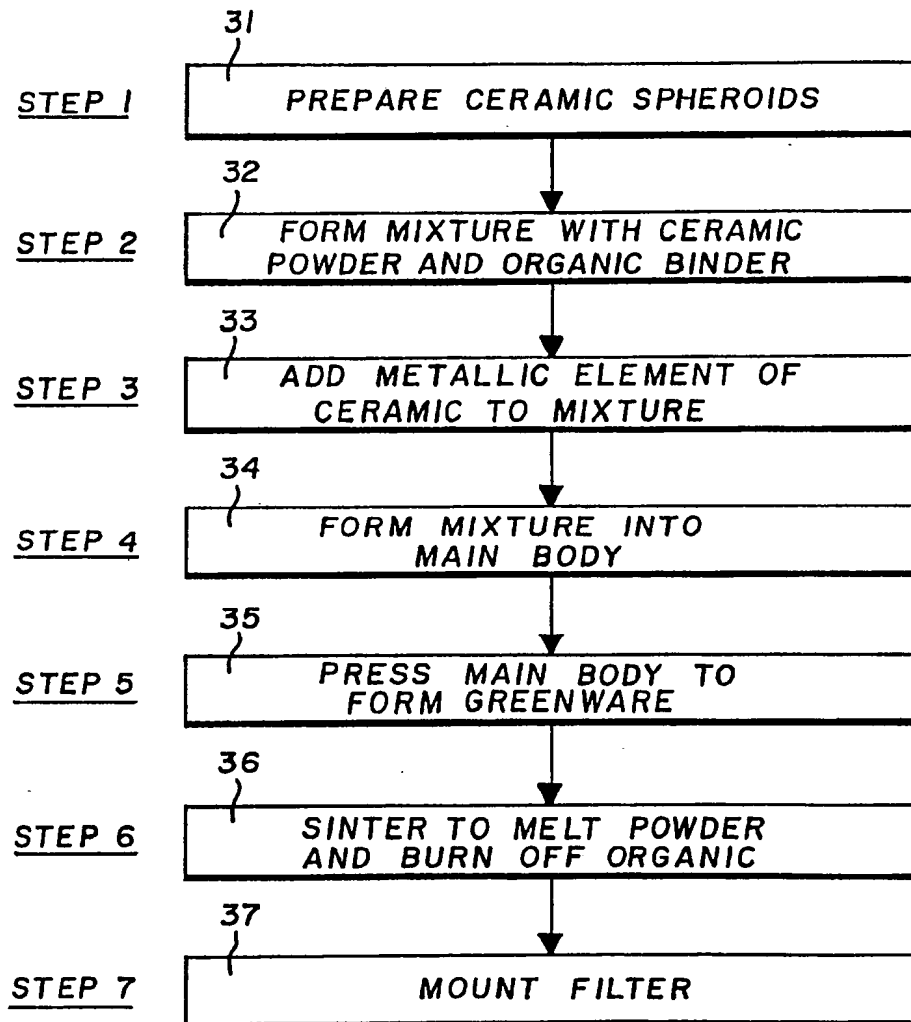 31
STEP 1
PREPARE CERAMIC SPHEROIDS
32
STEP 2
FORM MIXTURE WITH CERAMIC
POWDER AND ORGANIC BINDER
33
STEP 3
ADD METALLIC ELEMENT OF
CERAMIC TO MIXTURE
34
STEP 4
FORM MIXTURE INTO
MAIN BODY
35
STEP 5
PRESS MAIN BODY TO
FORM GREENWARE
36
STEP 6
SINTER TO MELT POWDER
AND BURN OFF ORGANIC
37
STEP 7
MOUNT FILTER